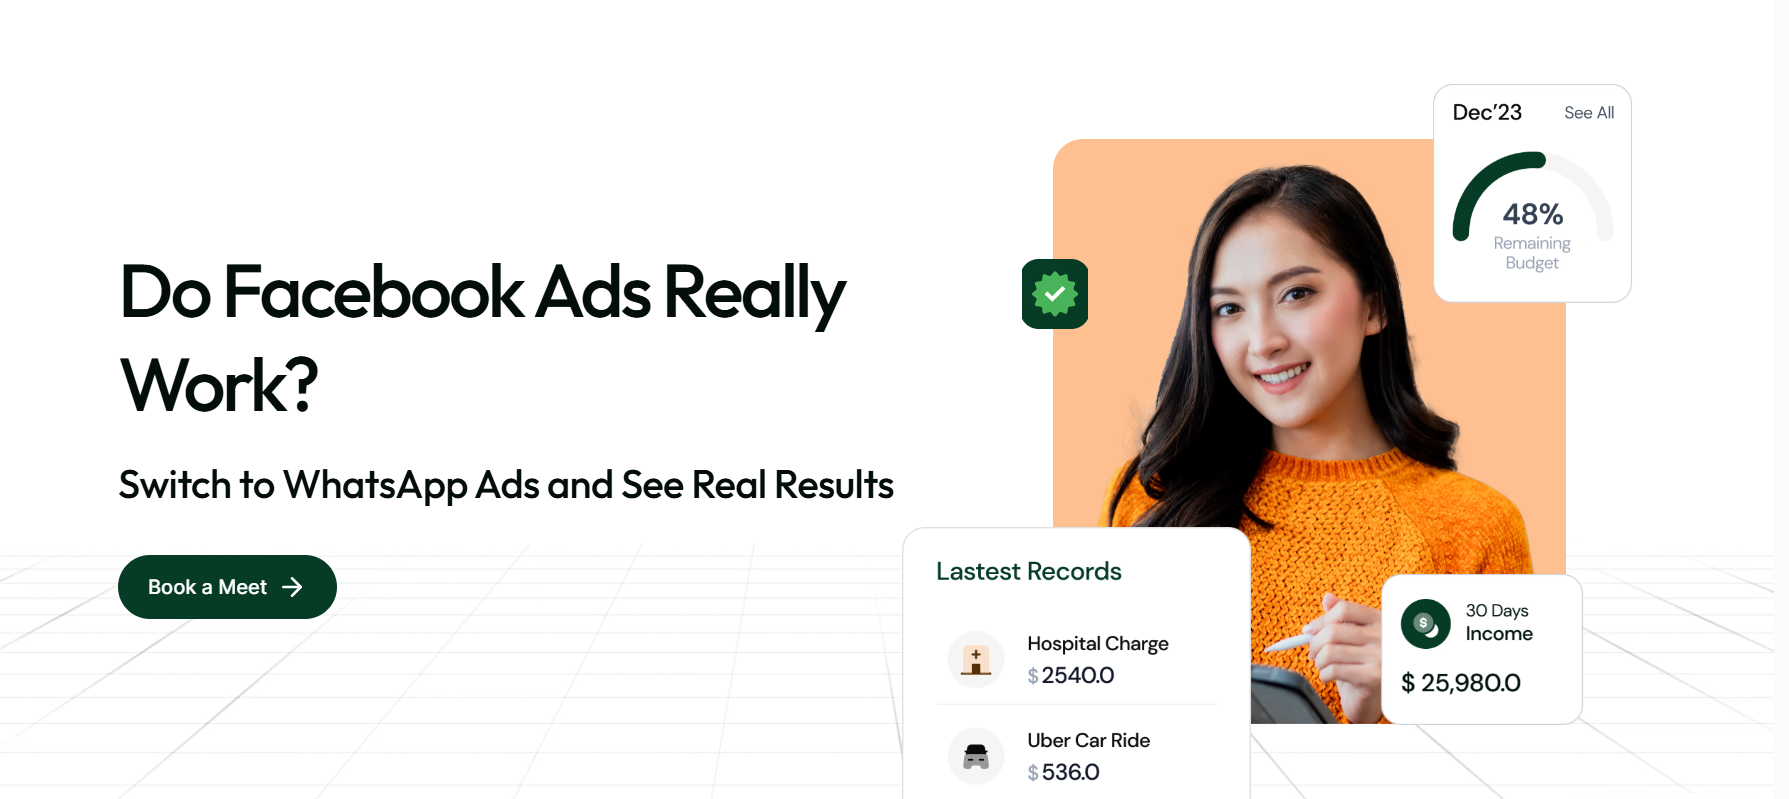 Do Facebook Ads Really
Work?
Switch to WhatsApp Ads and See Real Results
Book a Meet
Dec’23 See All
48%
Remaining
Budget
Lastest Records
Hospital Charge
$ 2540.0
Uber Car Ride
$ 536.0
30 Days
Income
$ 25,980.0